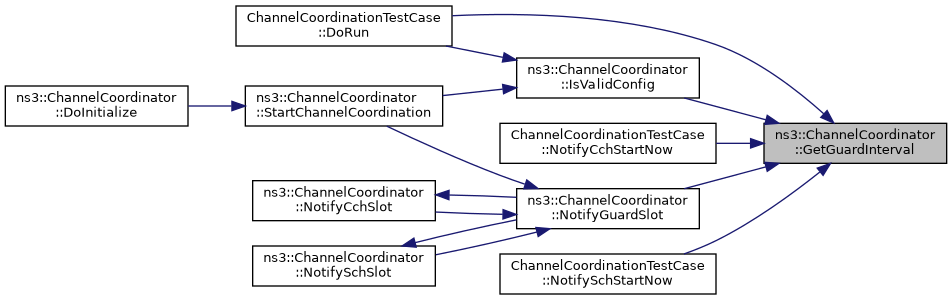 ChannelCoordinationTestCase
::DoRun
ns3::ChannelCoordinator
::IsValidConfig
ns3::ChannelCoordinator
::DoInitialize
ns3::ChannelCoordinator
::StartChannelCoordination
ChannelCoordinationTestCase
::NotifyCchStartNow
ns3::ChannelCoordinator
::GetGuardInterval
ns3::ChannelCoordinator
::NotifyCchSlot
ns3::ChannelCoordinator
::NotifyGuardSlot
ns3::ChannelCoordinator
::NotifySchSlot
ChannelCoordinationTestCase
::NotifySchStartNow